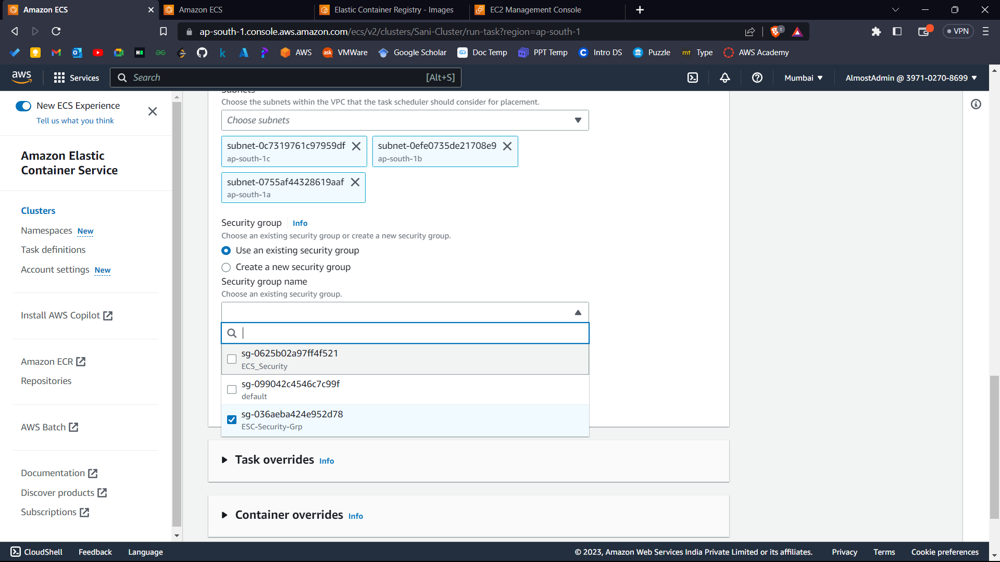 Amazon ECS
Amazon ECS
Elastic Container Registry - Images
EC2 Management Console
ap-south-1.console.aws.amazon.com/ecs/v2/clusters/Sani-Cluster/run-task?region=ap-south-1
1
VPN
AWS
ask VMWare
Google Scholar
Doc Temp
PPT Temp
Intro DS
Puzzle
mt Type
AWS Academy
aws
Services
Search
[Alt+S]
Mumbai
AlmostAdmin @ 3971-0270-8699
New ECS Experience
Tell us what you think
Amazon Elastic
Container Service
Clusters
Namespaces New
Task definitions
Account settings New
Install AWS Copilot
Amazon ECR
Repositories
AWS Batch
Documentation
Discover products
Subscriptions
Subnets
Choose the subnets within the VPC that the task scheduler should consider for placement.
Choose subnets
subnet-0c7319761c97959df
ap-south-1c
subnet-0efe0735de21708e9
ap-south-1b
subnet-0755af44328619aaf
ap-south-1a
Security group Info
Choose an existing security group or create a new security group.
Use an existing security group
Create a new security group
Security group name
Choose an existing security group.
sg-0625b02a97ff4f521
ECS_Security
sg-099042c4546c7c99f
default
sg-036aeba424e952d78
ESC-Security-Grp
Task overrides Info
Container overrides Info
CloudShell
Feedback
Language
© 2023, Amazon Web Services India Private Limited or its affiliates.
Privacy
Terms
Cookie preferences